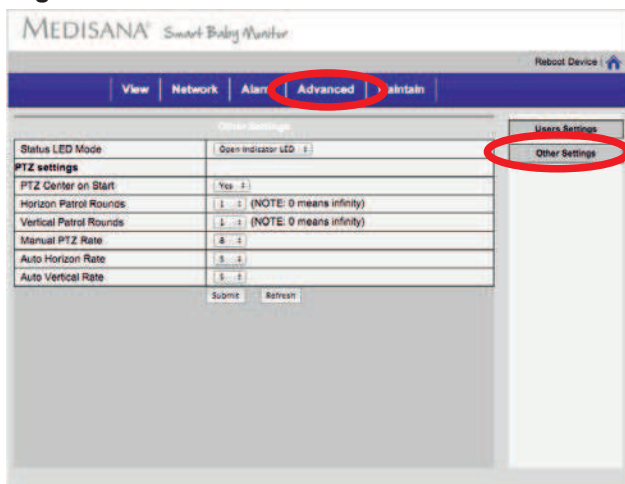 MEDISANA® Smart Baby Monitor
Reboot Device |
View | Network | Alarm | Advanced | Maintain |
Other Settings
Users Settings
Other Settings
Status LED Mode Open Indicator LED
PTZ settings
PTZ Center on Start Yes
Horizon Patrol Rounds 1 (NOTE: 0 means infinity)
Vertical Patrol Rounds 1 (NOTE: 0 means infinity)
Manual PTZ Rate 8
Auto Horizon Rate 5
Auto Vertical Rate 5
Submit Refresh